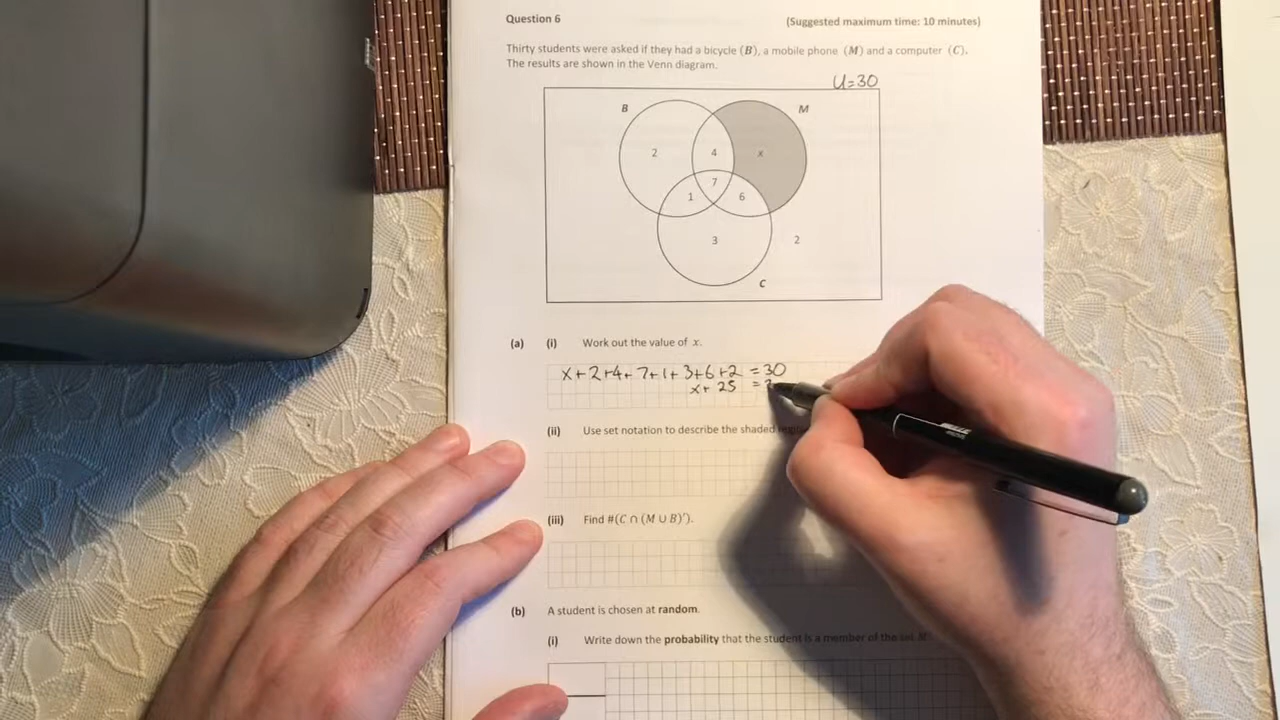 Question 6 (Suggested maximum time: 10 minutes)
Thirty students were asked if they had a bicycle (B), a mobile phone (M) and a computer (C).
The results are shown in the Venn diagram.
U=30
B M
2 4 x
7
1 6
3 2
C
(a) (i) Work out the value of x.
x+2+4+7+1+3+6+2 =30
x+ 25 =
(ii) Use set notation to describe the shaded
(iii) Find #(C ∩ (M ∪ B)′).
(b) A student is chosen at random.
(i) Write down the probability that the student is a member of the set M.